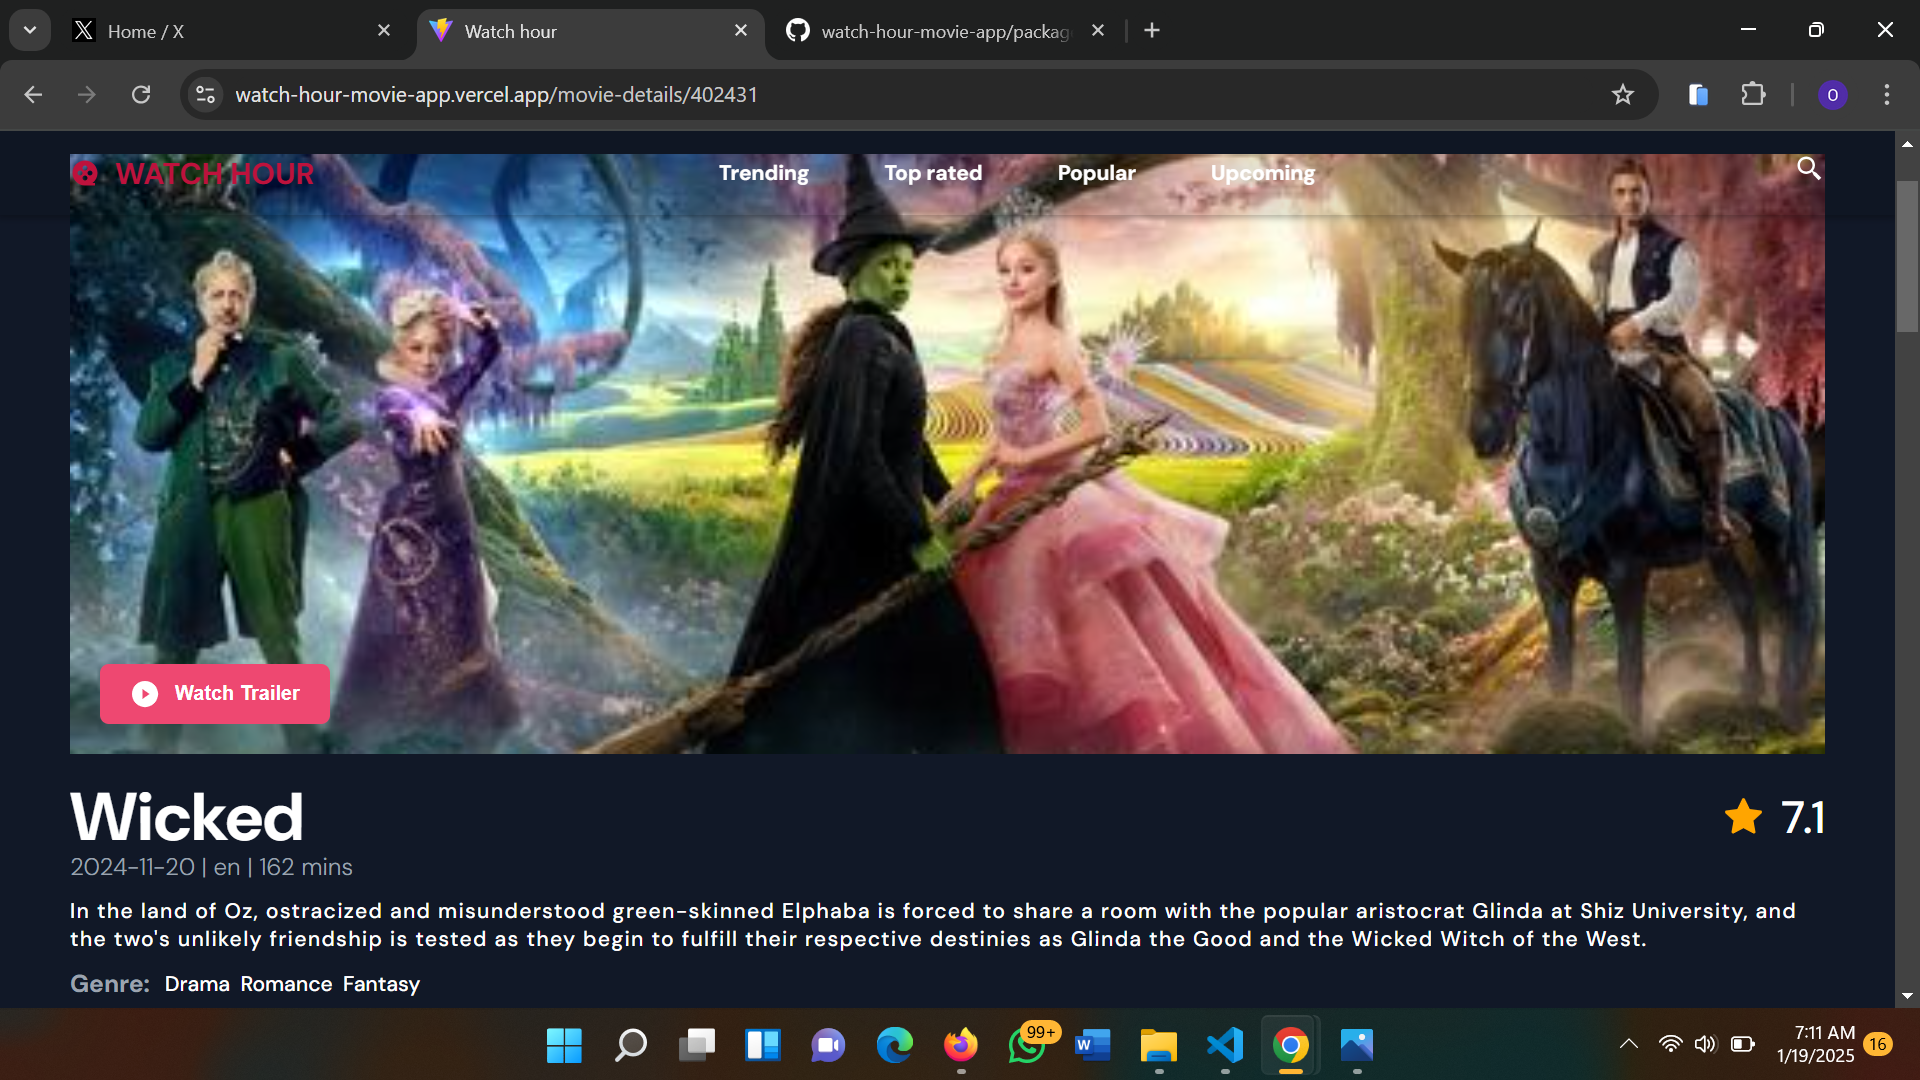 Home / X
Watch hour
watch-hour-movie-app/packag
watch-hour-movie-app.vercel.app/movie-details/402431
O
WATCH HOUR
Trending
Top rated
Popular
Upcoming
Watch Trailer
Wicked
7.1
2024-11-20 | en | 162 mins
In the land of Oz, ostracized and misunderstood green-skinned Elphaba is forced to share a room with the popular aristocrat Glinda at Shiz University, and
the two's unlikely friendship is tested as they begin to fulfill their respective destinies as Glinda the Good and the Wicked Witch of the West.
Genre: Drama Romance Fantasy
99+
W
7:11 AM
1/19/2025
16